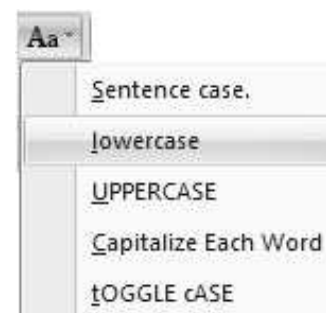 Aa
Sentence case.
lowercase
UPPERCASE
Capitalize Each Word
tOGGLE cASE